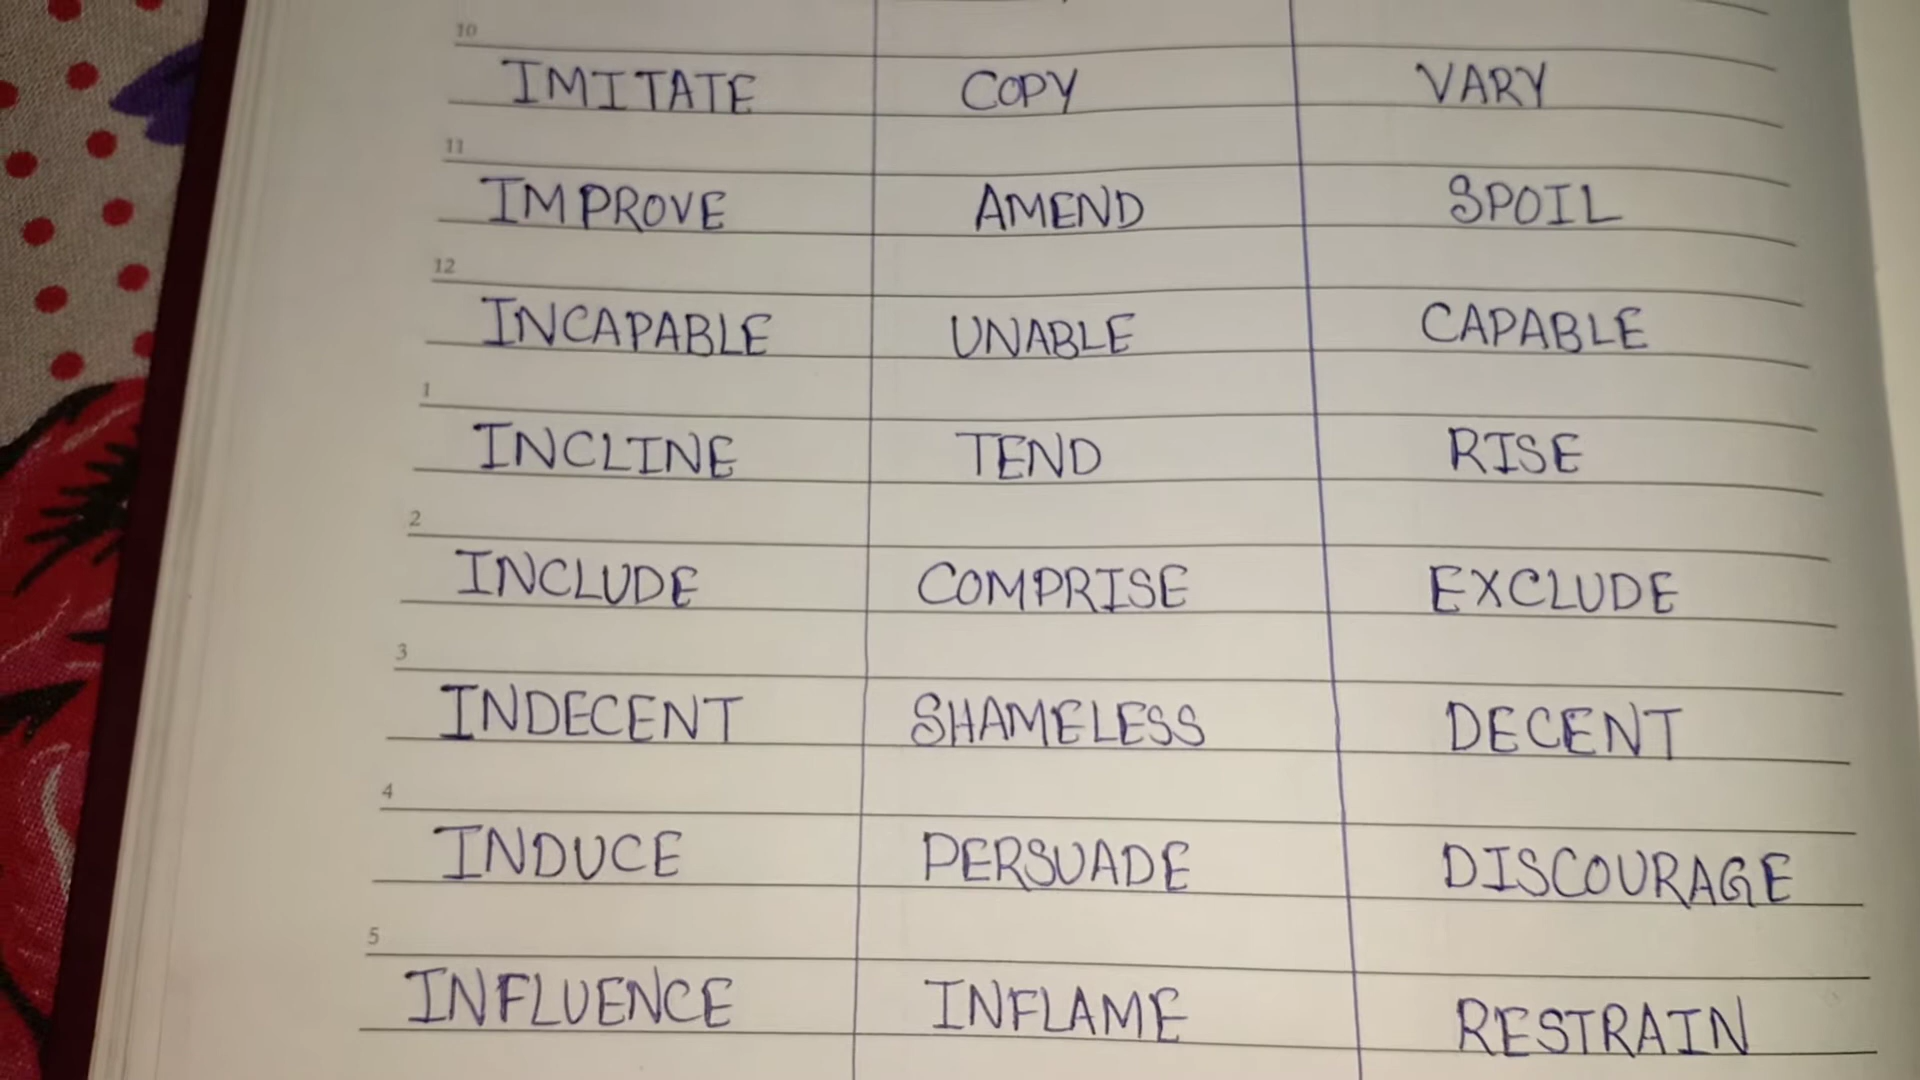 10
IMITATE COPY VARY
11
IMPROVE AMEND SPOIL
12
INCAPABLE UNABLE CAPABLE
1
INCLINE TEND RISE
2
INCLUDE COMPRISE EXCLUDE
3
INDECENT SHAMELESS DECENT
4
INDUCE PERSUADE DISCOURAGE
5
INFLUENCE INFLAME RESTRAIN